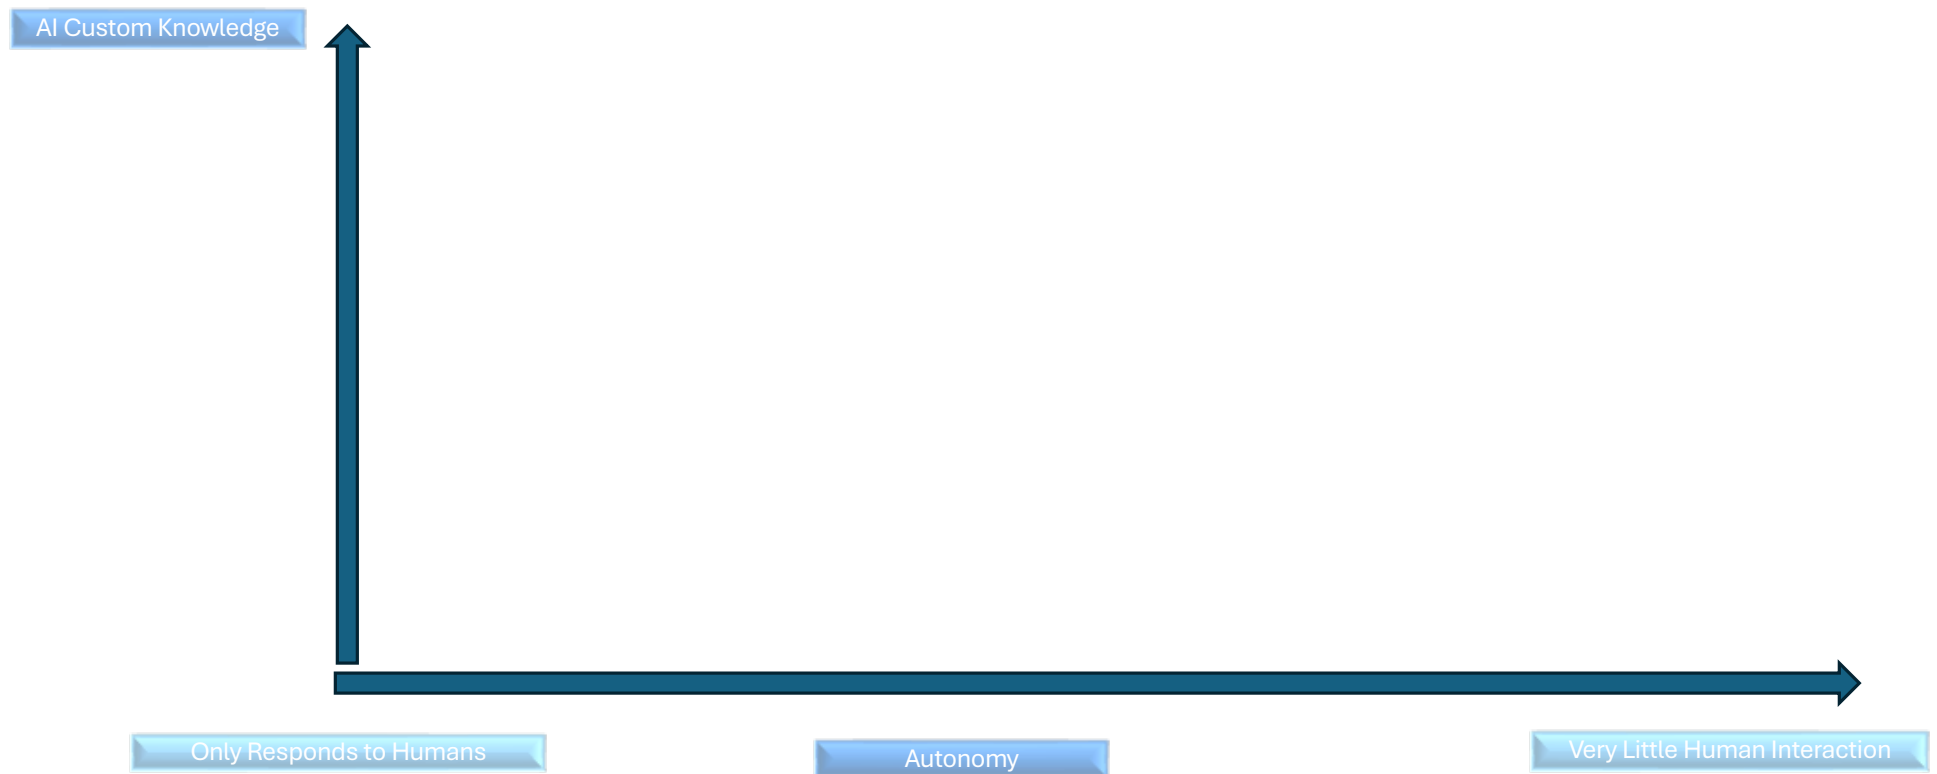 AI Custom Knowledge
Only Responds to Humans
Autonomy
Very Little Human Interaction